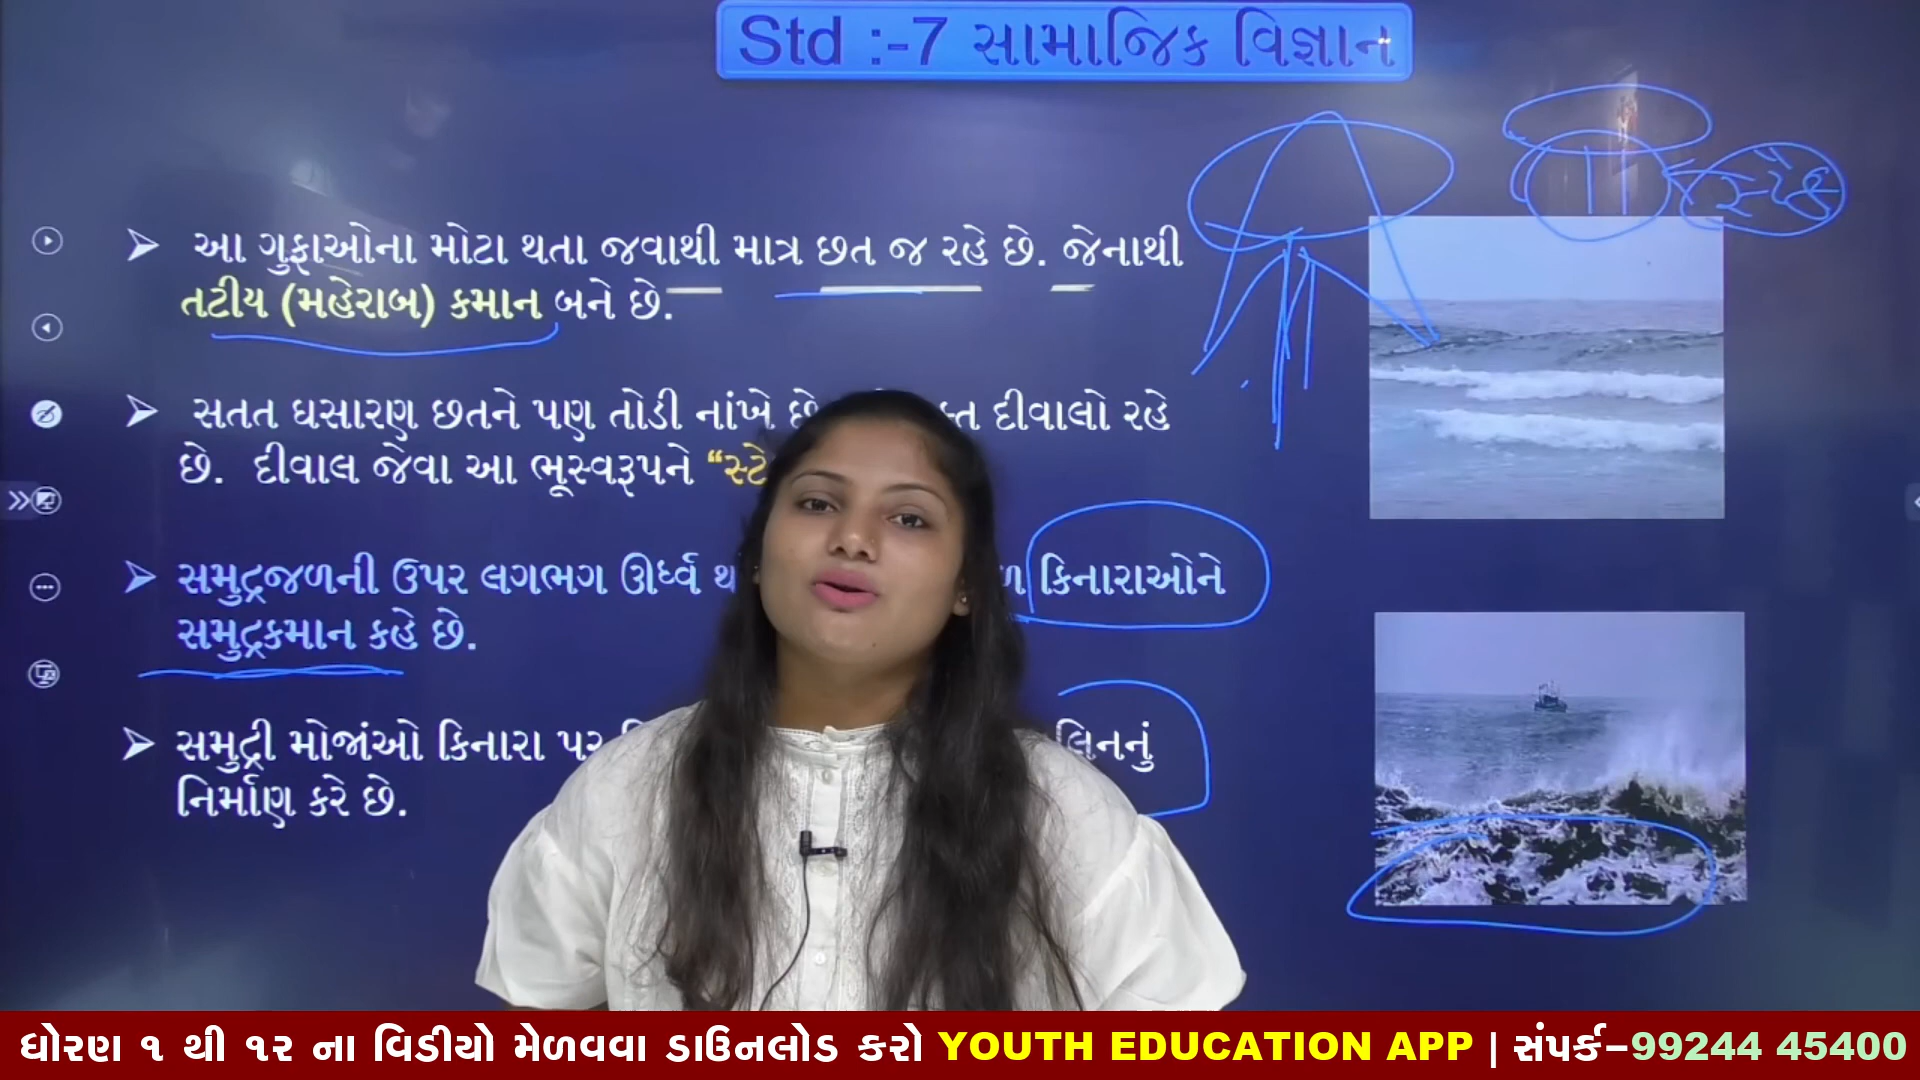 Std :-7 સામાજિક વિજ્ઞાન
➢ આ ગુફાઓના મોટા થતા જવાથી માત્ર છત જ રહે છે. જેનાથી
તટીય (મહેરાબ) કમાન બને છે.
➢ સતત ઘસારણ છતને પણ તોડી નાંખે છે દીવાલો રહે
છે. દીવાલ જેવા આ ભૂસ્વરૂપને
➢ સમુદ્રજળની ઉપર લગભગ ઊર્ધ્વ કિનારાઓને
સમુદ્રકમાન કહે છે.
➢ સમુદ્રી મોજાંઓ કિનારા પર
નિર્માણ કરે છે.
ધોરણ ૧ થી ૧૨ ના વિડીયો મેળવવા ડાઉનલોડ કરો YOUTH EDUCATION APP | સંપર્ક-99244 45400